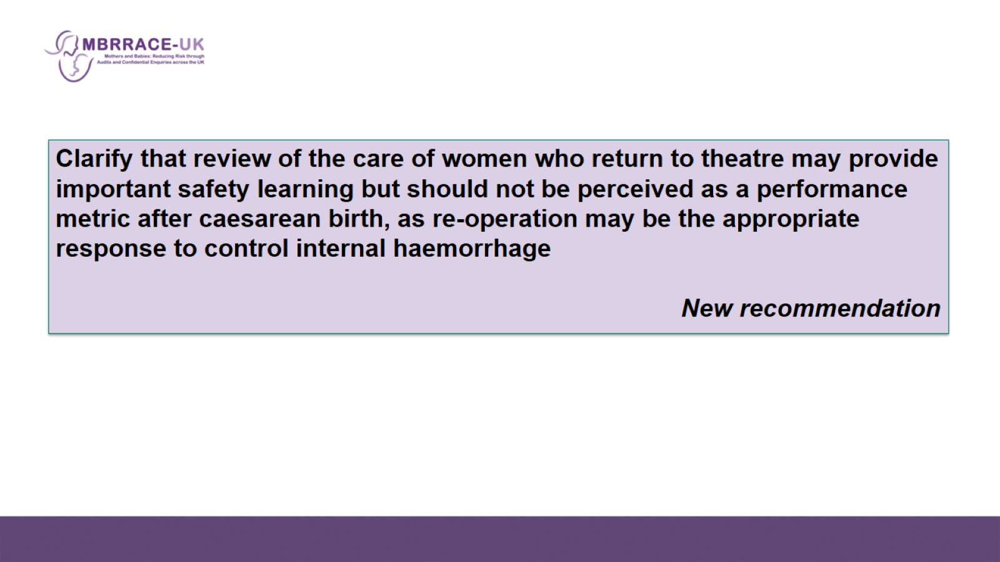 MBRRACE-UK
Mothers and Babies: Reducing Risk through
Audits and Confidential Enquiries across the UK
Clarify that review of the care of women who return to theatre may provide
important safety learning but should not be perceived as a performance
metric after caesarean birth, as re-operation may be the appropriate
response to control internal haemorrhage
New recommendation